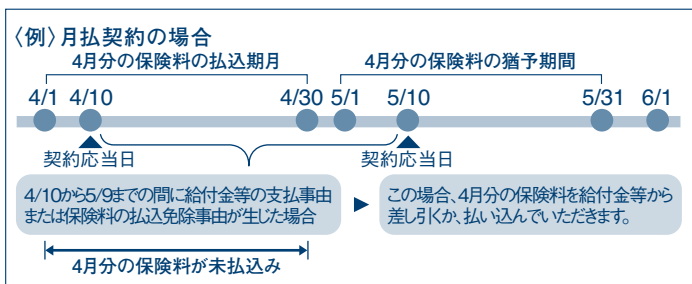 〈例〉月払契約の場合
4月分の保険料の払込期月 4月分の保険料の猶予期間
4/1 4/10 4/30 5/1 5/10 5/31 6/1
契約応当日 契約応当日
4/10から5/9までの間に給付金等の支払事由
または保険料の払込免除事由が生じた場合
この場合、4月分の保険料を給付金等から
差し引くか、払い込んでいただきます。
4月分の保険料が未払込み